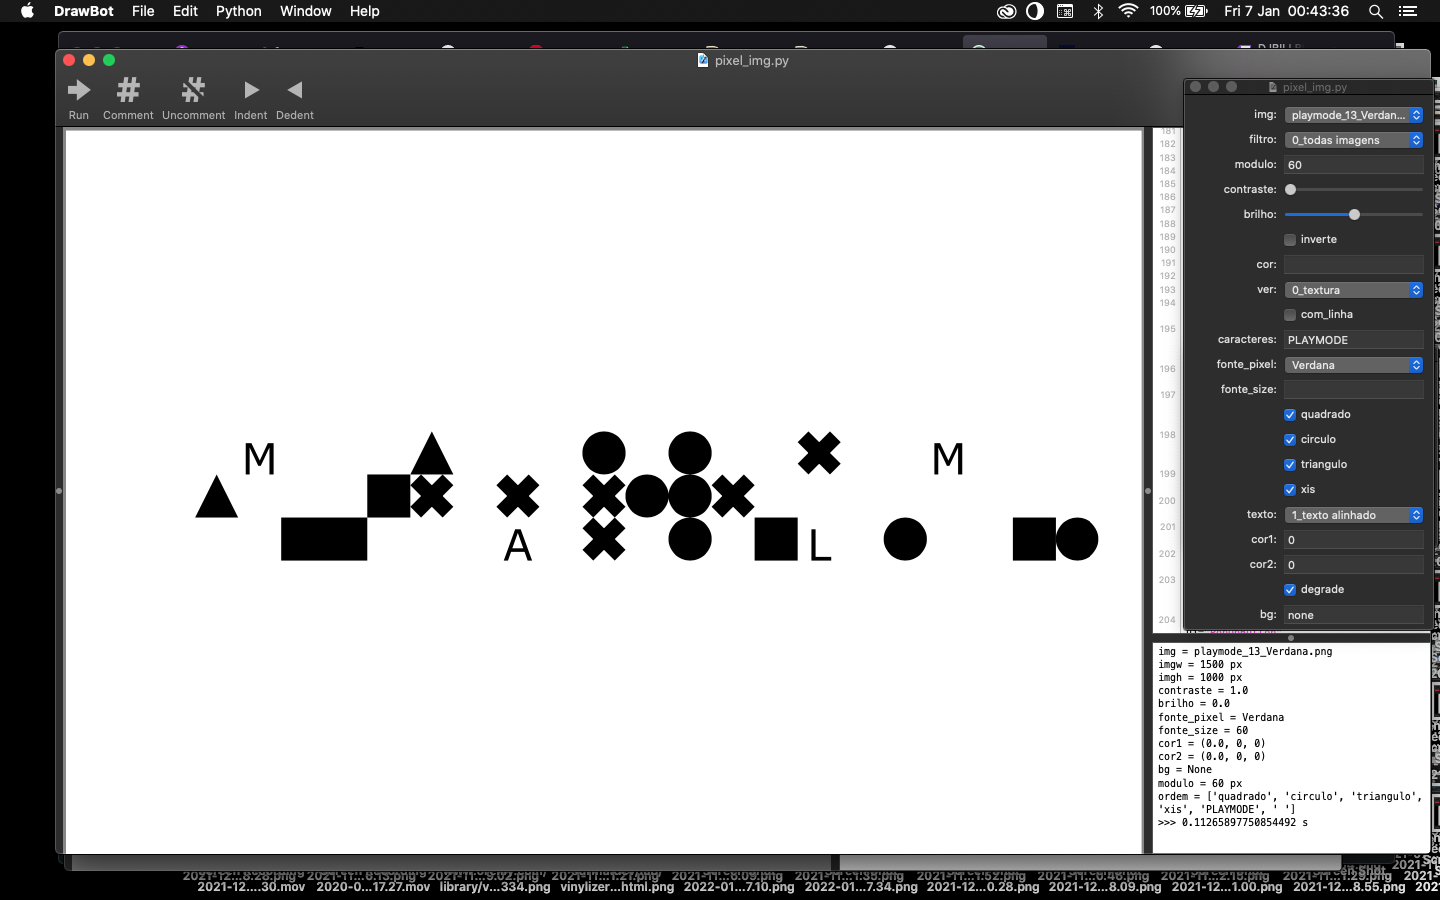 DrawBot File Edit Python Window Help 100% Fri 7 Jan 00:43:36
pixel_img.py
Run Comment Uncomment Indent Dedent
pixel_img.py
img: playmode_13_Verdan...
filtro: 0_todas imagens
modulo: 60
contraste:
brilho:
inverte
cor:
ver: 0_textura
com_linha
caracteres: PLAYMODE
fonte_pixel: Verdana
fonte_size:
quadrado
circulo
triangulo
xis
texto: 1_texto alinhado
cor1: 0
cor2: 0
degrade
bg: none
M M
A L
181
182
183
184
185
186
187
188
189
190
191
192
193
194
195
196
197
198
199
200
201
202
203
204
img = playmode_13_Verdana.png
imgw = 1500 px
imgh = 1000 px
contraste = 1.0
brilho = 0.0
fonte_pixel = Verdana
fonte_size = 60
cor1 = (0.0, 0, 0)
cor2 = (0.0, 0, 0)
bg = None
modulo = 60 px
ordem = ['quadrado', 'circulo', 'triangulo',
'xis', 'PLAYMODE', ' ']
>>> 0.11265897750854492 s
2021-12....30.mov 2020-0...17.27.mov library/v...334.png vinylizer...html.png 2022-01...7.10.png 2022-01...7.34.png 2021-12...0.28.png 2021-12...8.09.png 2021-12...1.00.png 2021-12...8.55.png